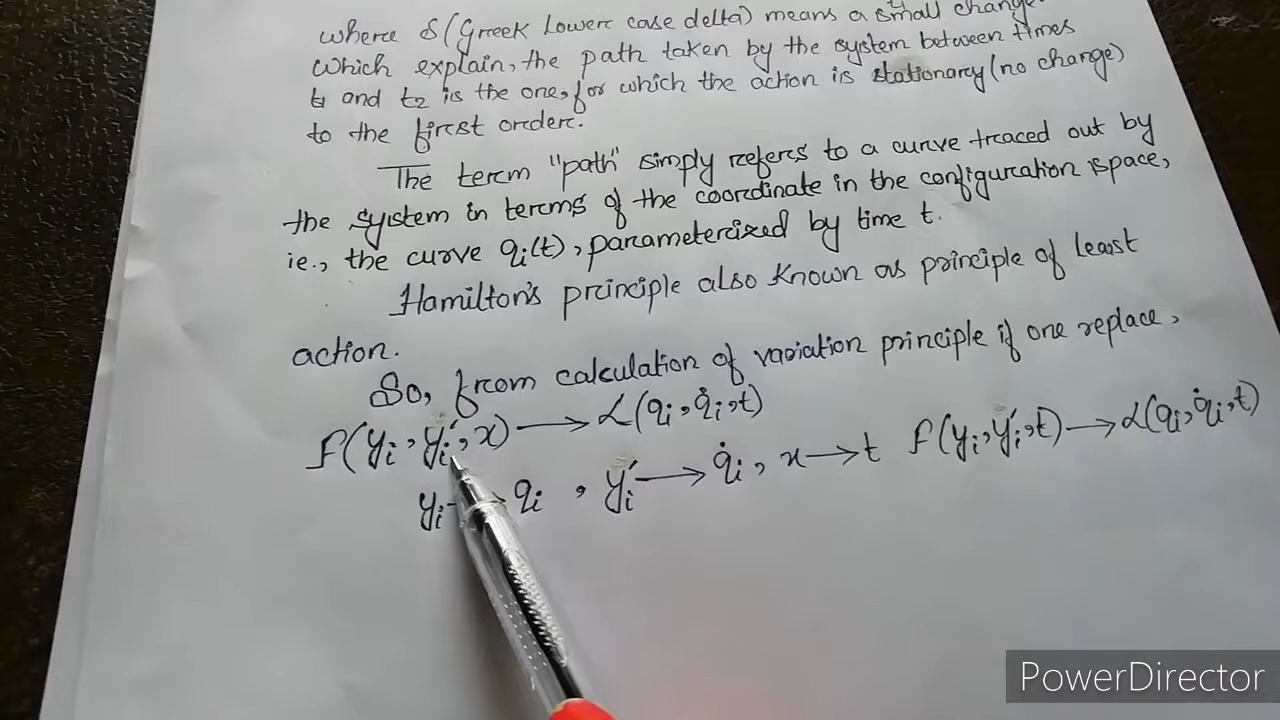 where δ (Greek Lower case delta) means a small change.
Which explain, the path taken by the system between times
t1 and t2 is the one, for which the action is stationary (no change)
to the first order.
The term "path" simply refers to a curve traced out by
the system in terms of the coordinate in the configuration space,
ie., the curve qi(t), parameterized by time t.
Hamilton's principle also known as principle of least
action.
So, from calculation of variation principle if one replace,
f(yi, yi', x) → L(qi, q̇i, t)
yi → qi , yi' → q̇i , x → t f(yi, yi', t) → L(qi, q̇i, t)
PowerDirector